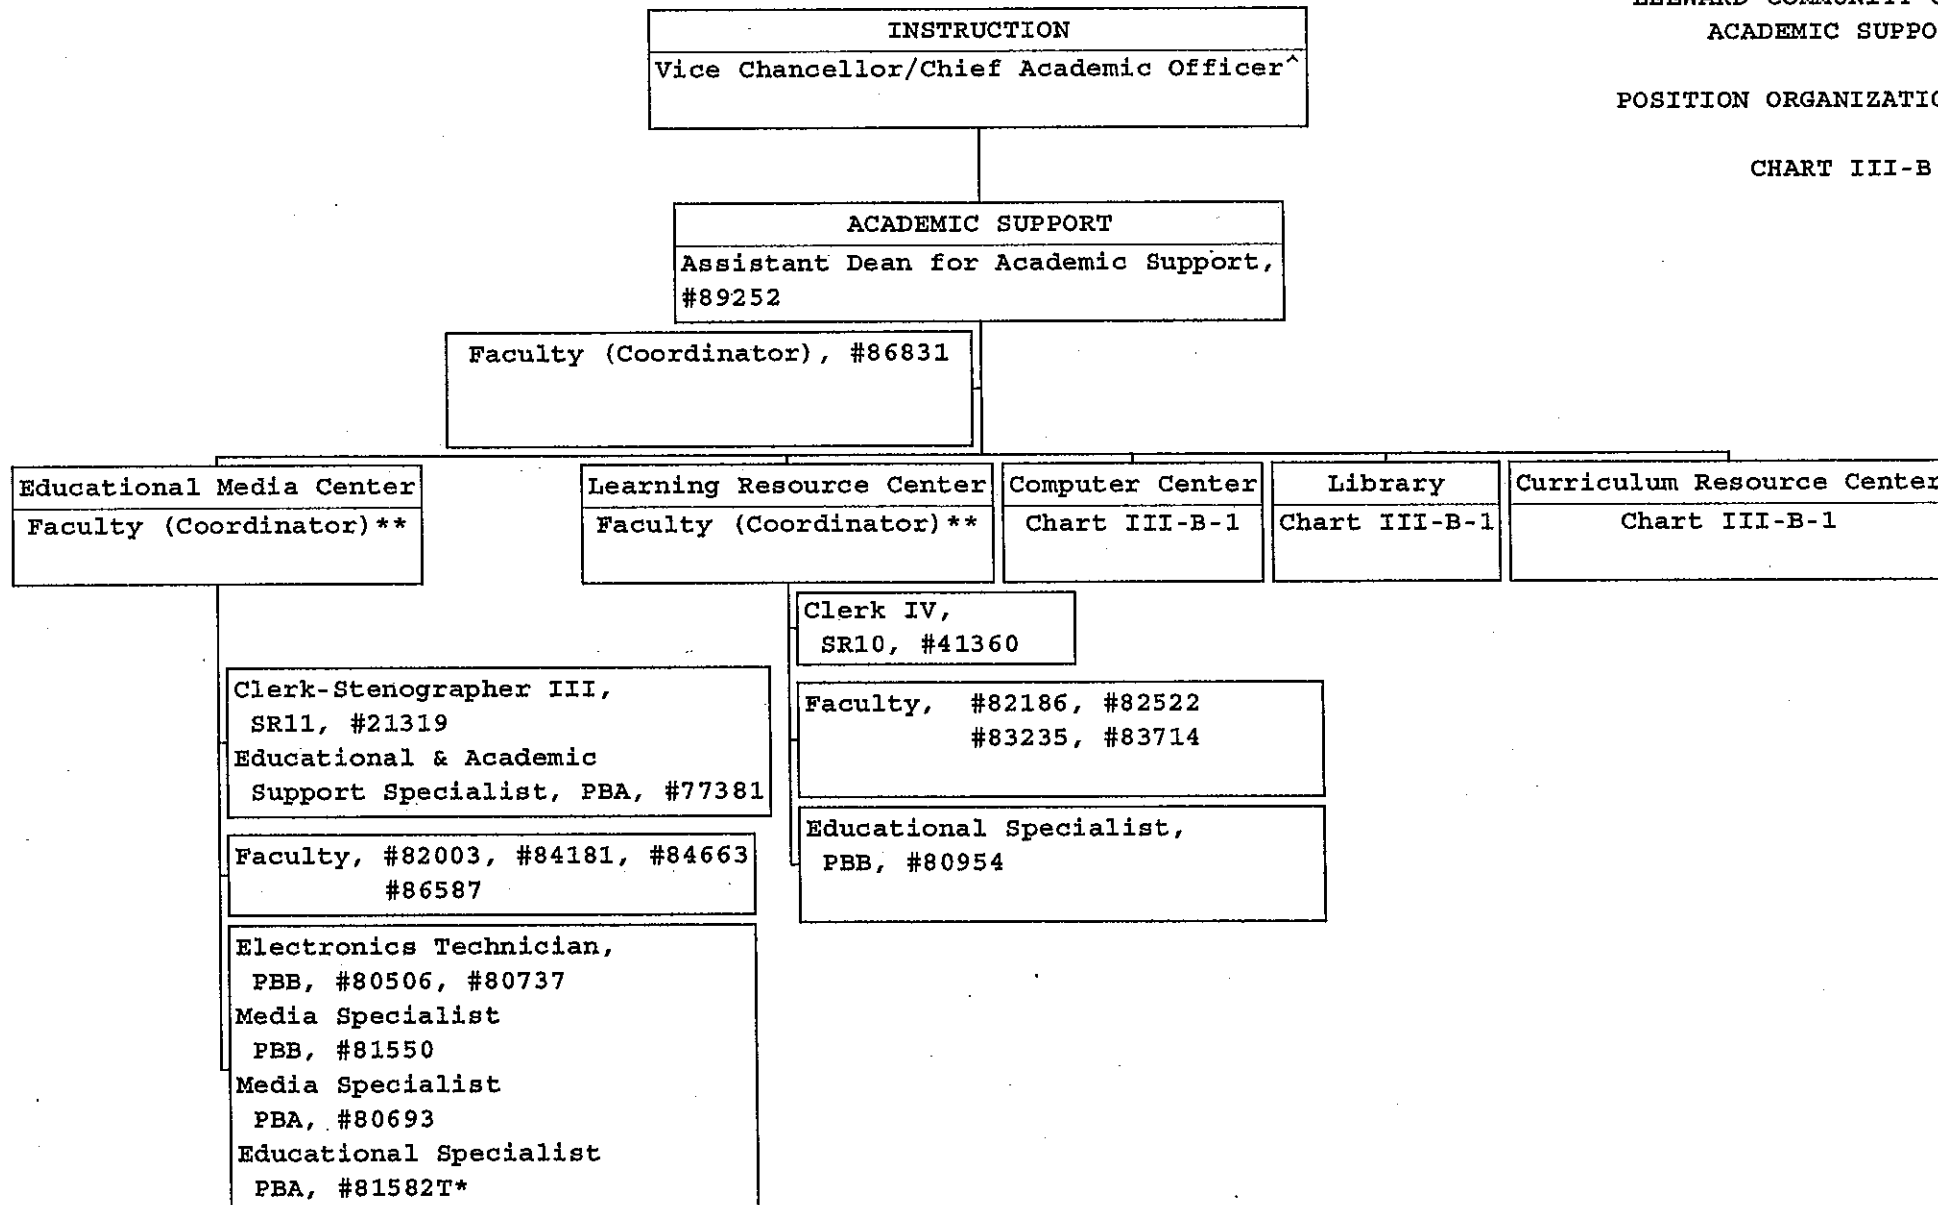 ACADEMIC
POSITION
CHART III-B
INSTRUCTION
Vice Chancellor/Chief Academic Officer^
ACADEMIC SUPPORT
Assistant Dean for Academic Support,
#89252
Faculty (Coordinator), #86831
Educational Media Center
Faculty (Coordinator)**
Learning Resource Center
Faculty (Coordinator)**
Computer Center
Chart III-B-1
Library
Chart III-B-1
Curriculum Resource Center
Chart III-B-1
Clerk-Stenographer III,
SR11, #21319
Educational & Academic
Support Specialist, PBA, #77381
Faculty, #82003, #84181, #84663
#86587
Electronics Technician,
PBB, #80506, #80737
Media Specialist
PBB, #81550
Media Specialist
PBA, #80693
Educational Specialist
PBA, #81582T*
Clerk IV,
SR10, #41360
Faculty, #82186, #82522
#83235, #83714
Educational Specialist,
PBB, #80954